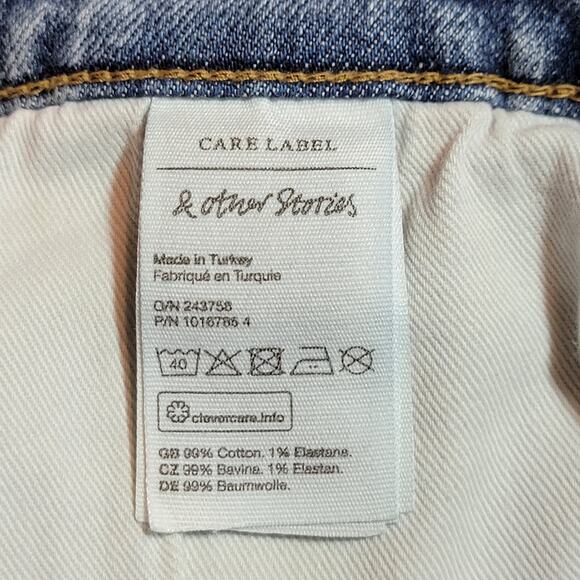 CARE LABEL
& other Stories
Made in Turkey
Fabriqué en Turquie
O/N 243758
P/N 1016765 4
40
clevercare.info
GB 99% Cotton. 1% Elastane.
CZ 99% Bavlna. 1% Elastan.
DE 99% Baumwolle.